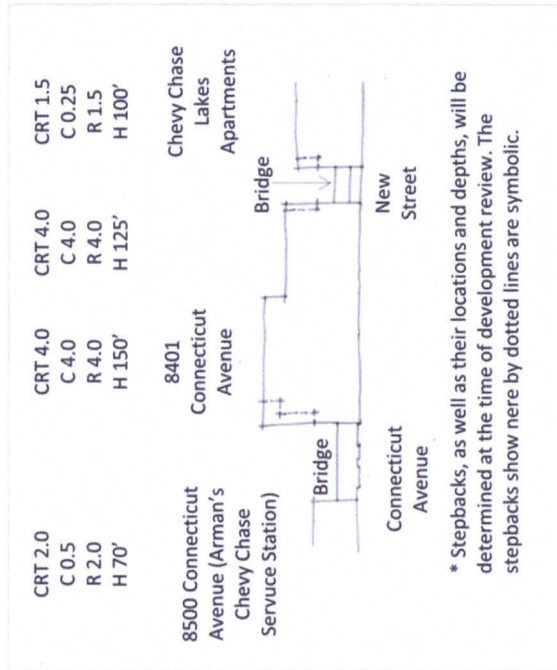 CRT 2.0
C 0.5
R 2.0
H 70'
CRT 4.0
C 4.0
R 4.0
H 150'
CRT 4.0
C 4.0
R 4.0
H 125'
CRT 1.5
C 0.25
R 1.5
H 100'
8500 Connecticut
Avenue (Arman's
Chevy Chase
Servuce Station)
8401
Connecticut
Avenue
Chevy Chase
Lakes
Apartments
Bridge
Bridge
Connecticut
Avenue
New
Street
* Stepbacks, as well as their locations and depths, will be
determined at the time of development review. The
stepbacks show nere by dotted lines are symbolic.